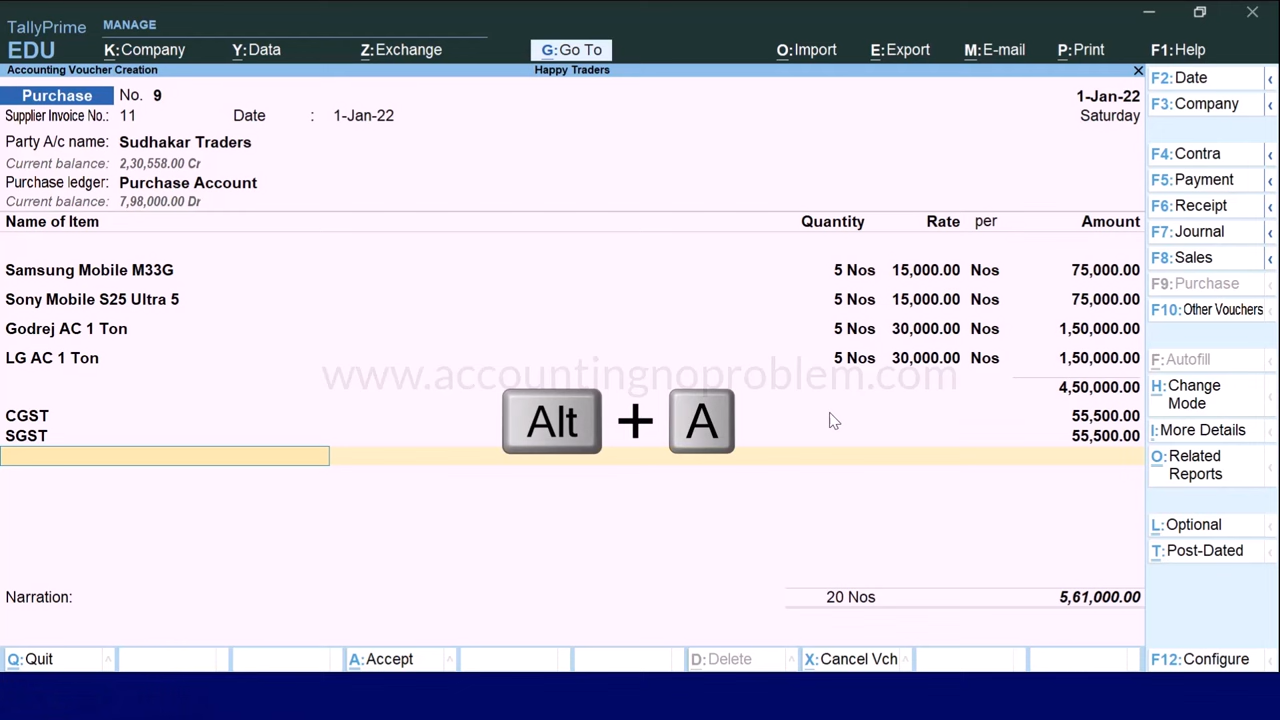 TallyPrime
EDU
MANAGE
K:Company
Y:Data
Z:Exchange
G:Go To
O:Import
E:Export
M:E-mail
P:Print
F1:Help
Accounting Voucher Creation
Happy Traders
Purchase No. 9
1-Jan-22
Supplier Invoice No.: 11 Date : 1-Jan-22
Saturday
Party A/c name: Sudhakar Traders
Current balance: 2,30,558.00 Cr
Purchase ledger: Purchase Account
Current balance: 7,98,000.00 Dr
Name of Item Quantity Rate per Amount
Samsung Mobile M33G 5 Nos 15,000.00 Nos 75,000.00
Sony Mobile S25 Ultra 5 5 Nos 15,000.00 Nos 75,000.00
Godrej AC 1 Ton 5 Nos 30,000.00 Nos 1,50,000.00
LG AC 1 Ton 5 Nos 30,000.00 Nos 1,50,000.00
www.accountingnoproblem.com
4,50,000.00
CGST 55,500.00
SGST 55,500.00
Alt + A
Narration: 20 Nos 5,61,000.00
F2:Date
F3:Company
F4:Contra
F5:Payment
F6:Receipt
F7:Journal
F8:Sales
F9:Purchase
F10:Other Vouchers
F:Autofill
H:Change
Mode
I:More Details
O:Related
Reports
L:Optional
T:Post-Dated
Q:Quit
A:Accept
D:Delete
X:Cancel Vch
F12:Configure